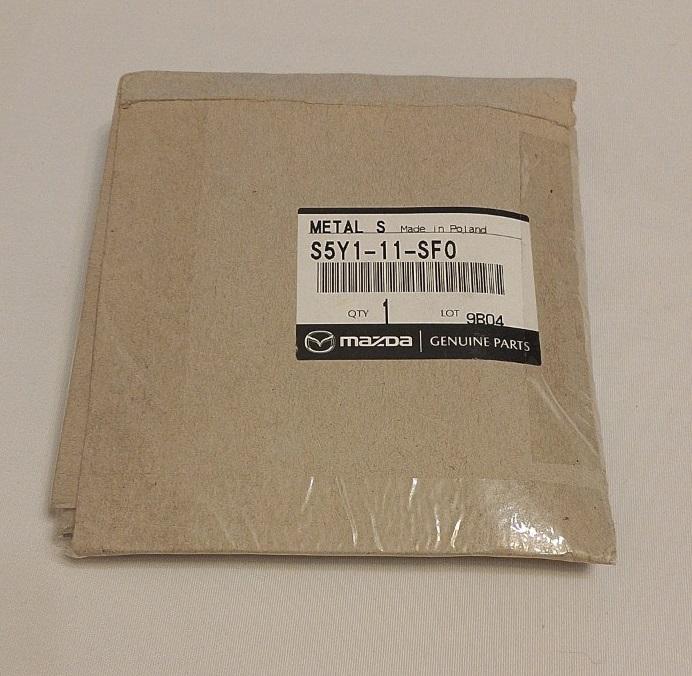 METAL S Made in Poland
S5Y1-11-SF0
QTY 1 LOT 9B04
mazda GENUINE PARTS